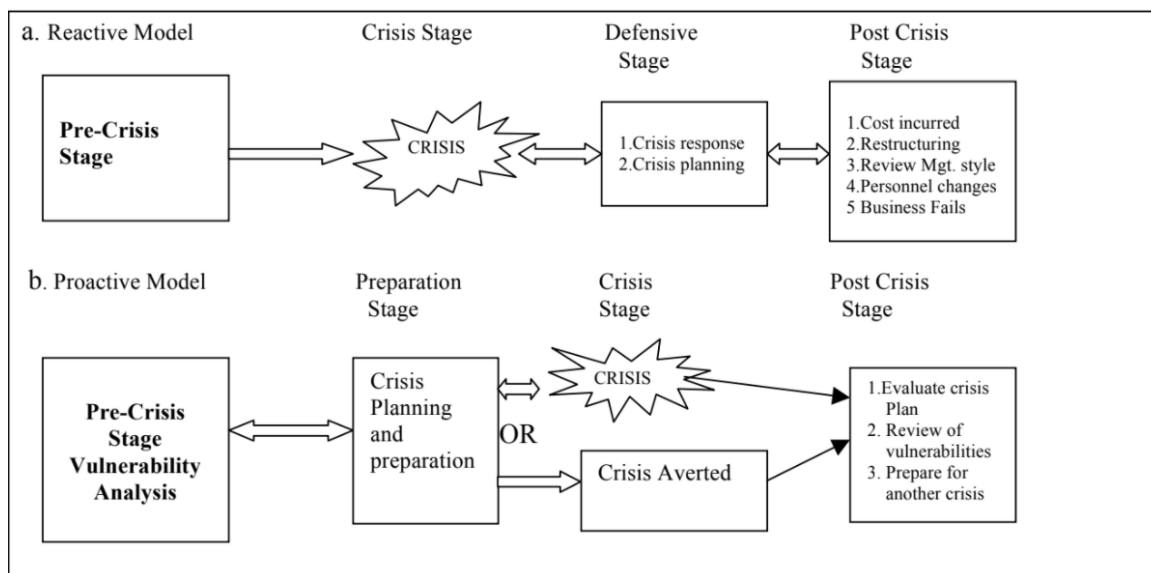 a. Reactive Model
Crisis Stage
Defensive
Stage
Post Crisis
Stage
Pre-Crisis
Stage
CRISIS
1.Crisis response
2.Crisis planning
1.Cost incurred
2.Restructuring
3.Review Mgt. style
4.Personnel changes
5 Business Fails
b. Proactive Model
Preparation
Stage
Crisis
Stage
Post Crisis
Stage
Pre-Crisis
Stage
Vulnerability
Analysis
Crisis
Planning
and
preparation
OR
CRISIS
Crisis Averted
1.Evaluate crisis
Plan
2. Review of
vulnerabilities
3. Prepare for
another crisis